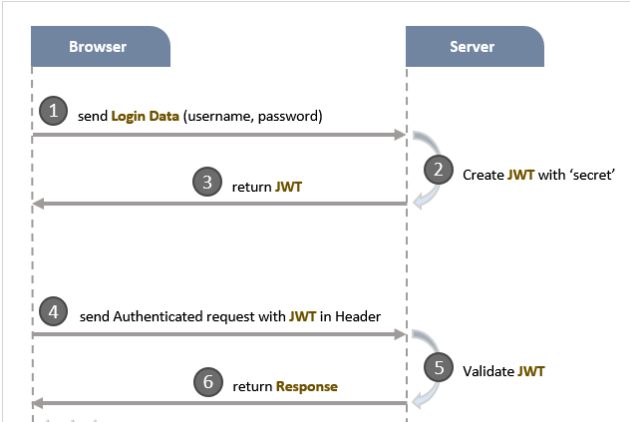 Browser
Server
1
send Login Data (username, password)
2
Create JWT with ‘secret’
3
return JWT
4
send Authenticated request with JWT in Header
5
Validate JWT
6
return Response